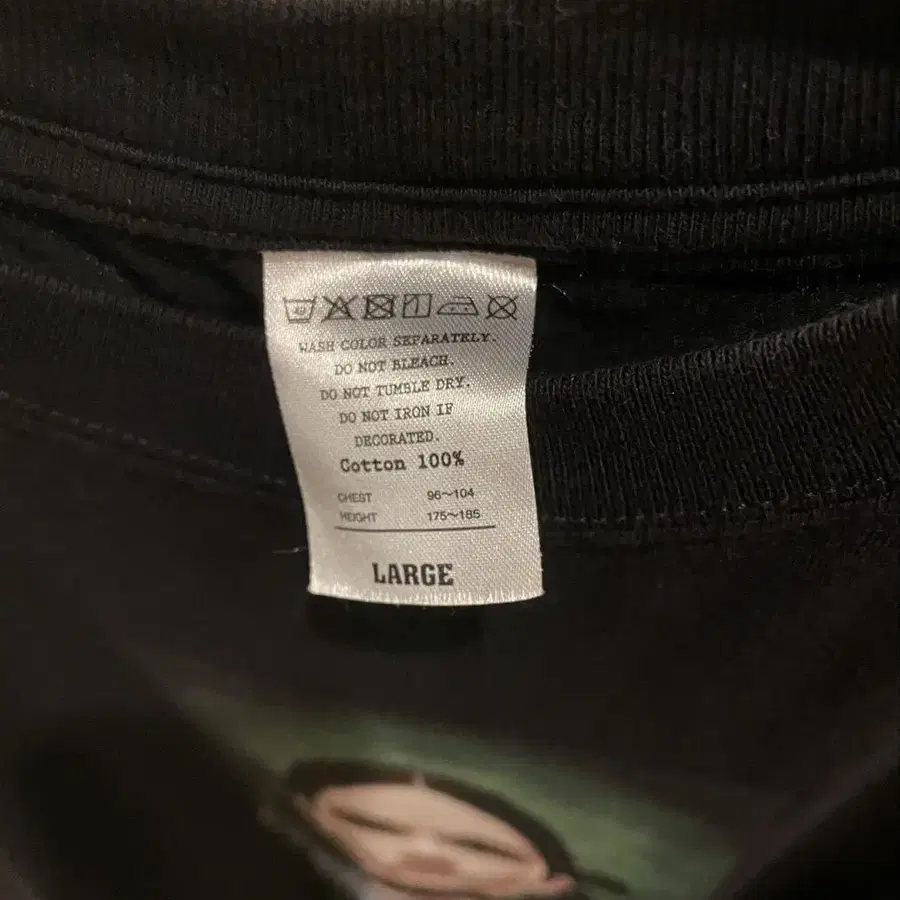 40
WASH COLOR SEPARATELY.
DO NOT BLEACH.
DO NOT TUMBLE DRY.
DO NOT IRON IF
DECORATED.
Cotton 100%
CHEST 96~104
HEIGHT 175~185
LARGE